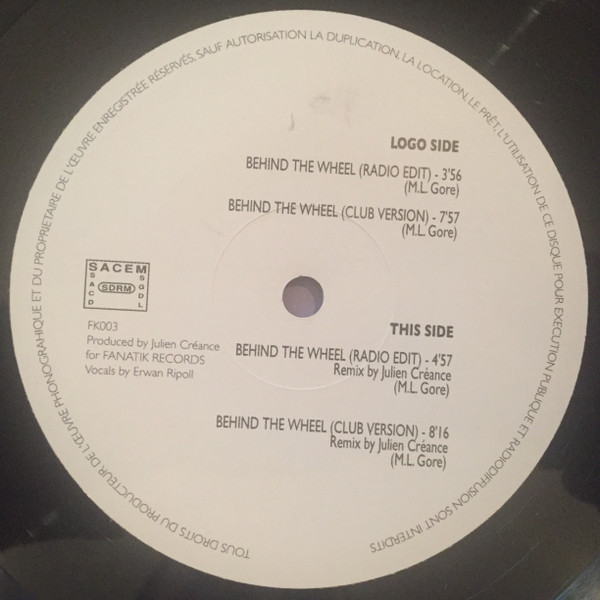 TOUS DROITS DU PRODUCTEUR DE L'ŒUVRE PHONOGRAHIQUE ET DU PROPRIETAIRE DE L'ŒUVRE ENREGISTRÉE RÉSERVÉS, SAUF AUTORISATION LA DUPLICATION, LA LOCATION, LE PRÊT, L'UTILISATION DE CE DISQUE POUR EXECUTION PUBLIQUE ET RADIODIFFUSION SONT INTERDITS
LOGO SIDE
BEHIND THE WHEEL (RADIO EDIT) - 3'56
(M.L. Gore)
BEHIND THE WHEEL (CLUB VERSION) - 7'57
(M.L. Gore)
SACEM
SACD
SDRM
SGDL
FK003
Produced by Julien Créance
for FANATIK RECORDS
Vocals by Erwan Ripoll
THIS SIDE
BEHIND THE WHEEL (RADIO EDIT) - 4'57
Remix by Julien Créance
(M.L. Gore)
BEHIND THE WHEEL (CLUB VERSION) - 8'16
Remix by Julien Créance
(M.L. Gore)